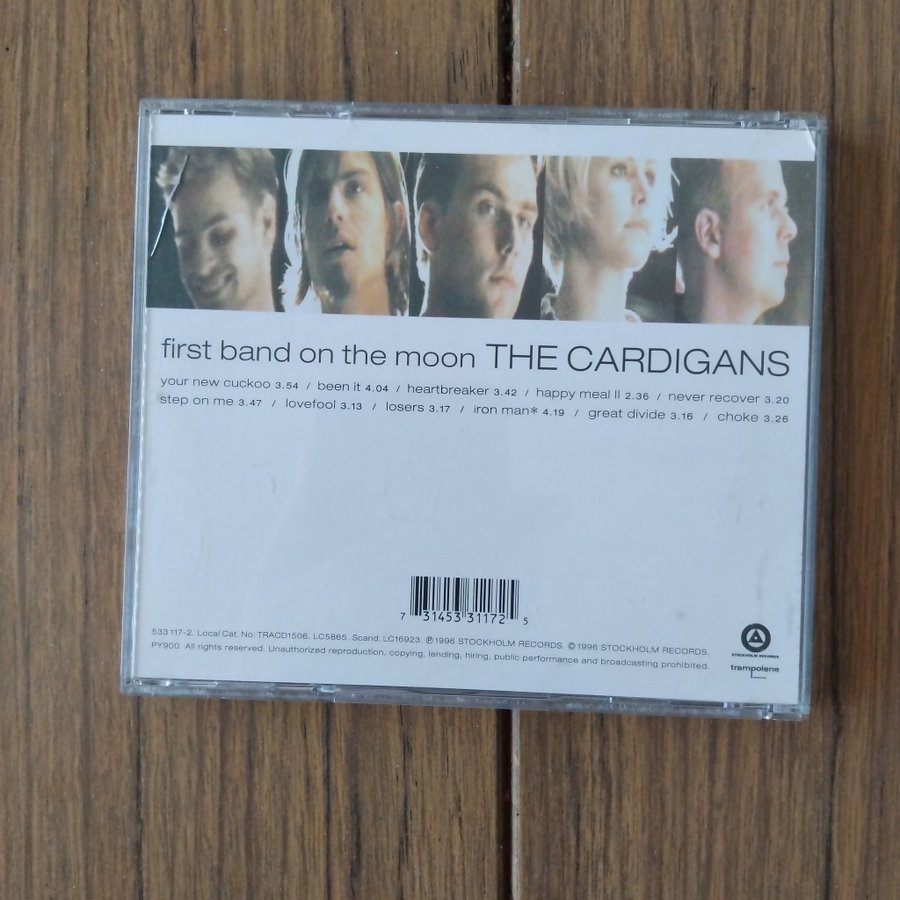 first band on the moon THE CARDIGANS
your new cuckoo 3.54 / been it 4.04 / heartbreaker 3.42 / happy meal II 2.36 / never recover 3.20
step on me 3.47 / lovefool 3.13 / losers 3.17 / iron man* 4.19 / great divide 3.16 / choke 3.26
7 31453 31172 5
533 117-2. Local Cat. No: TRACD1506. LC5865. Scand. LC16923. ℗1996 STOCKHOLM RECORDS. ©1996 STOCKHOLM RECORDS.
PY900. All rights reserved. Unauthorized reproduction, copying, lending, hiring, public performance and broadcasting prohibited.
STOCKHOLM RECORDS
trampolene